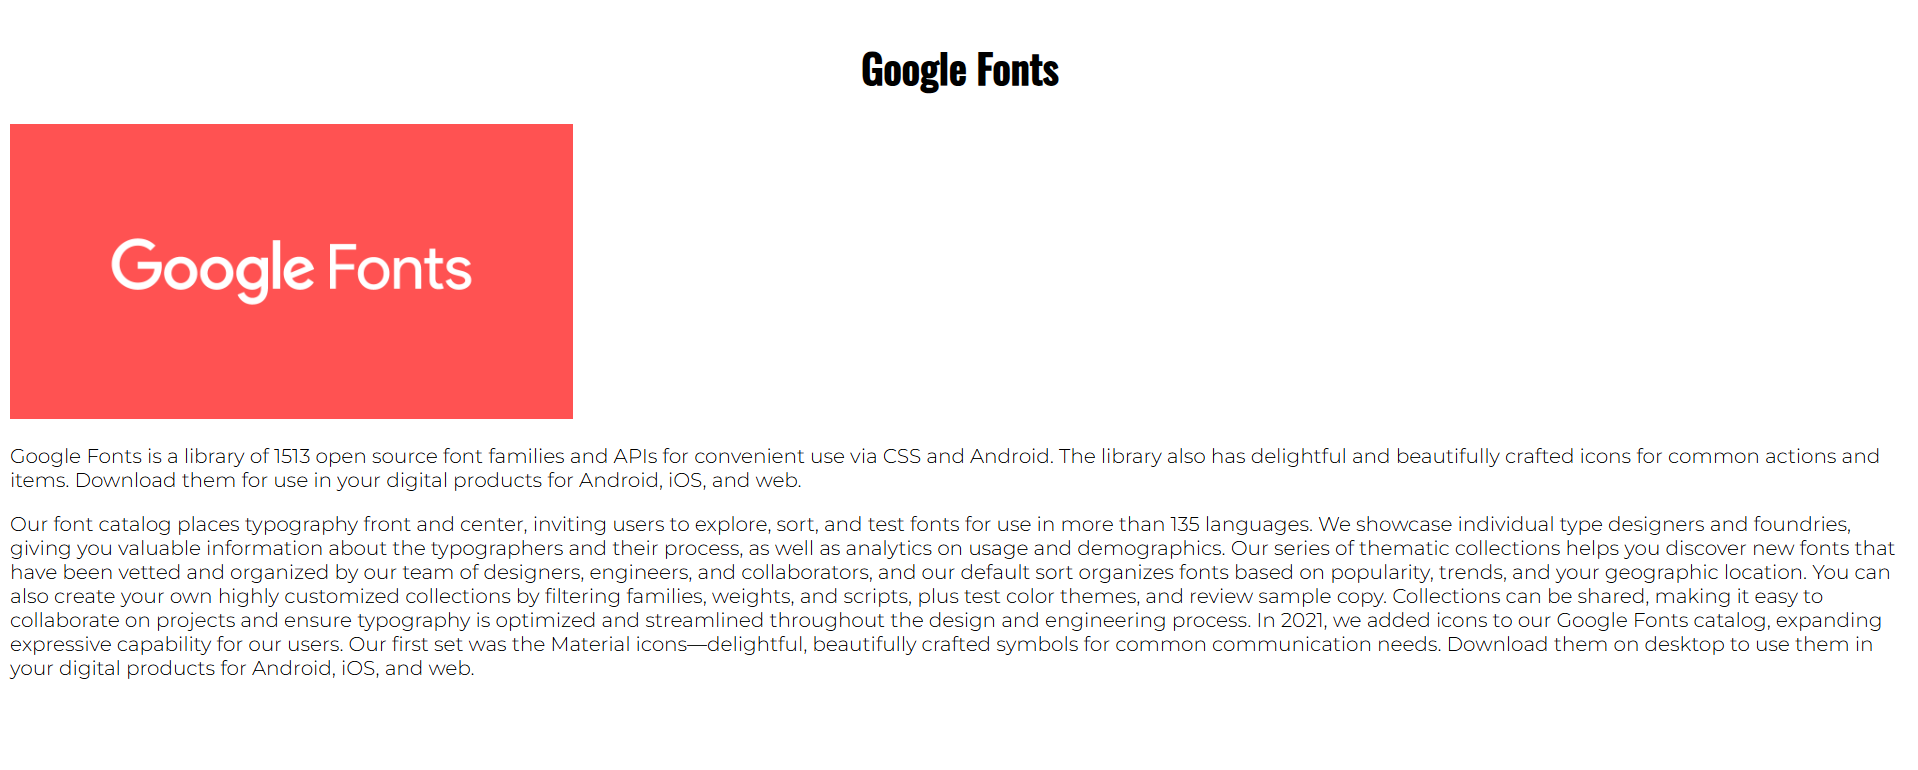 Google Fonts
Google Fonts
Google Fonts is a library of 1513 open source font families and APIs for convenient use via CSS and Android. The library also has delightful and beautifully crafted icons for common actions and
items. Download them for use in your digital products for Android, iOS, and web.
Our font catalog places typography front and center, inviting users to explore, sort, and test fonts for use in more than 135 languages. We showcase individual type designers and foundries,
giving you valuable information about the typographers and their process, as well as analytics on usage and demographics. Our series of thematic collections helps you discover new fonts that
have been vetted and organized by our team of designers, engineers, and collaborators, and our default sort organizes fonts based on popularity, trends, and your geographic location. You can
also create your own highly customized collections by filtering families, weights, and scripts, plus test color themes, and review sample copy. Collections can be shared, making it easy to
collaborate on projects and ensure typography is optimized and streamlined throughout the design and engineering process. In 2021, we added icons to our Google Fonts catalog, expanding
expressive capability for our users. Our first set was the Material icons—delightful, beautifully crafted symbols for common communication needs. Download them on desktop to use them in
your digital products for Android, iOS, and web.